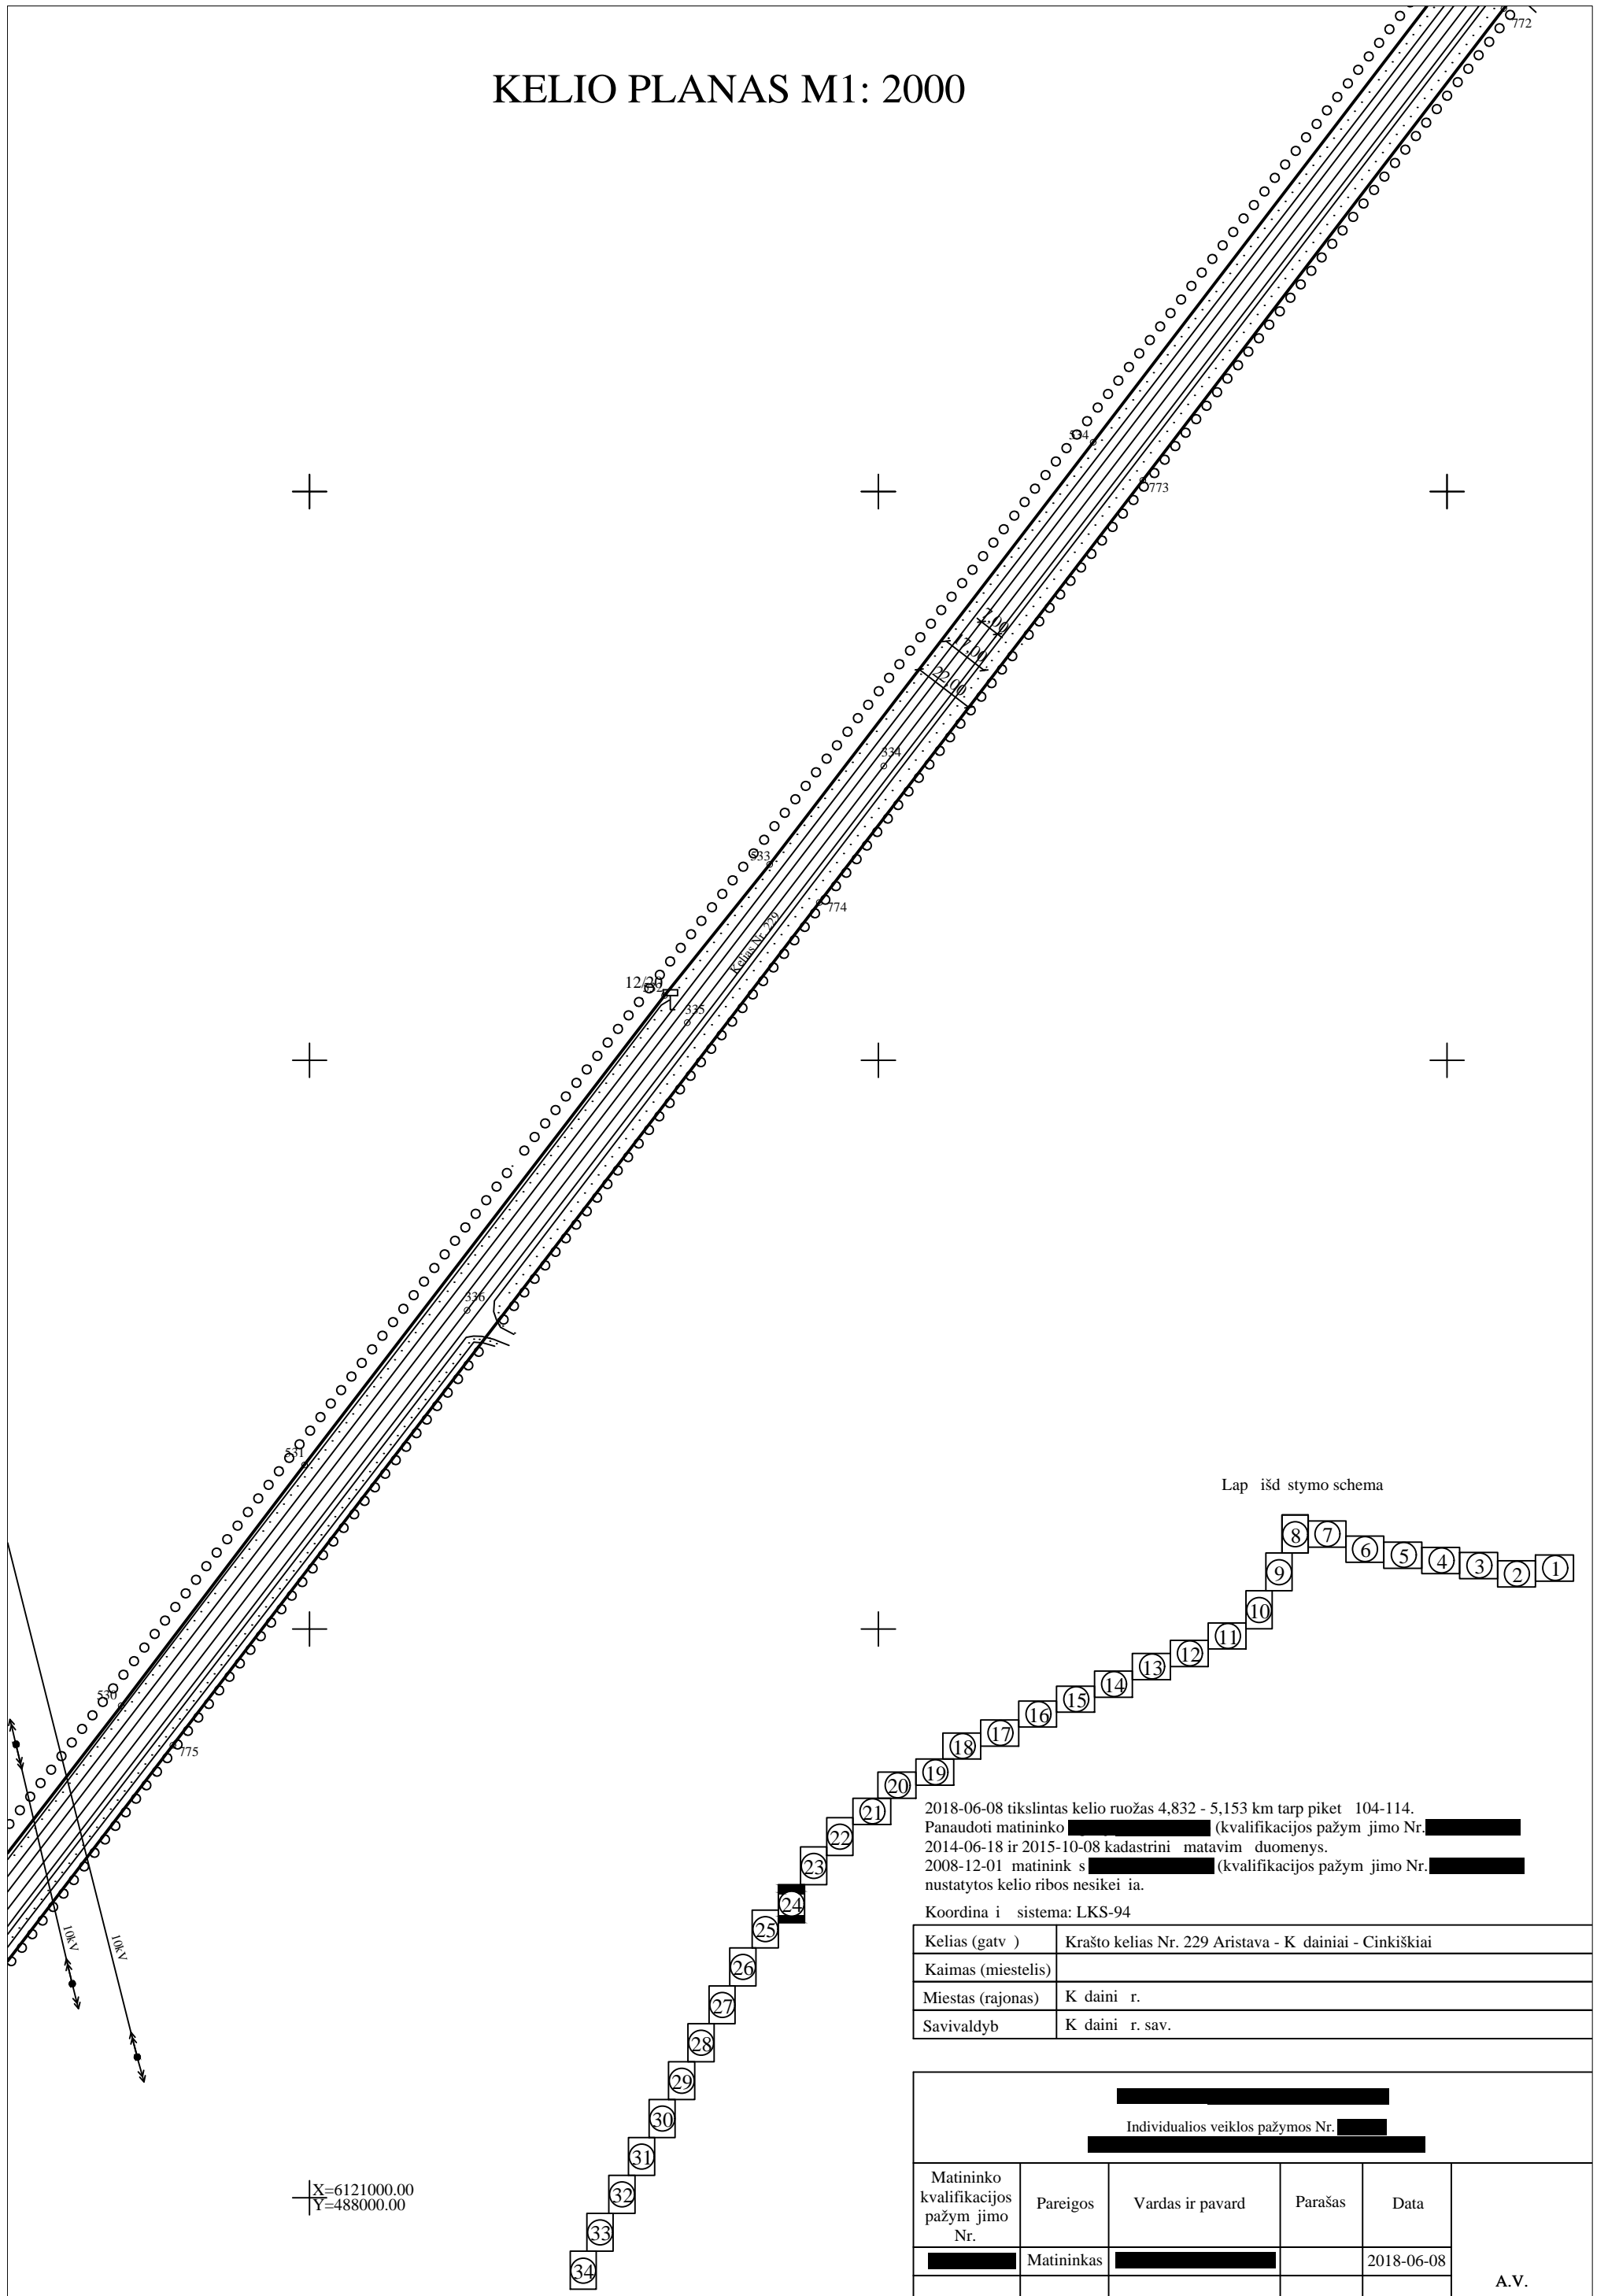 KELIO PLANAS M1: 2000
772
534
773
7.00
17.00
22.00
334
533
774
Kelias Nr. 229
12/20
532
335
336
531
530
775
10kV
10kV
X=6121000.00
Y=488000.00
Lap išd stymo schema
8
7
6
5
4
3
2
1
9
10
11
12
13
14
15
16
17
18
19
20
21
22
23
24
25
26
27
28
29
30
31
32
33
34
2018-06-08 tikslintas kelio ruožas 4,832 - 5,153 km tarp piket 104-114.
Panaudoti matininko (kvalifikacijos pažym jimo Nr.
2014-06-18 ir 2015-10-08 kadastrini matavim duomenys.
2008-12-01 matinink s (kvalifikacijos pažym jimo Nr.
nustatytos kelio ribos nesikei ia.
Koordina i sistema: LKS-94
Kelias (gatv ) Krašto kelias Nr. 229 Aristava - K dainiai - Cinkiškiai
Kaimas (miestelis)
Miestas (rajonas) K daini r.
Savivaldyb K daini r. sav.
Individualios veiklos pažymos Nr.
Matininko
kvalifikacijos
pažym jimo
Nr.
Pareigos
Vardas ir pavard
Parašas
Data
Matininkas
2018-06-08
A.V.